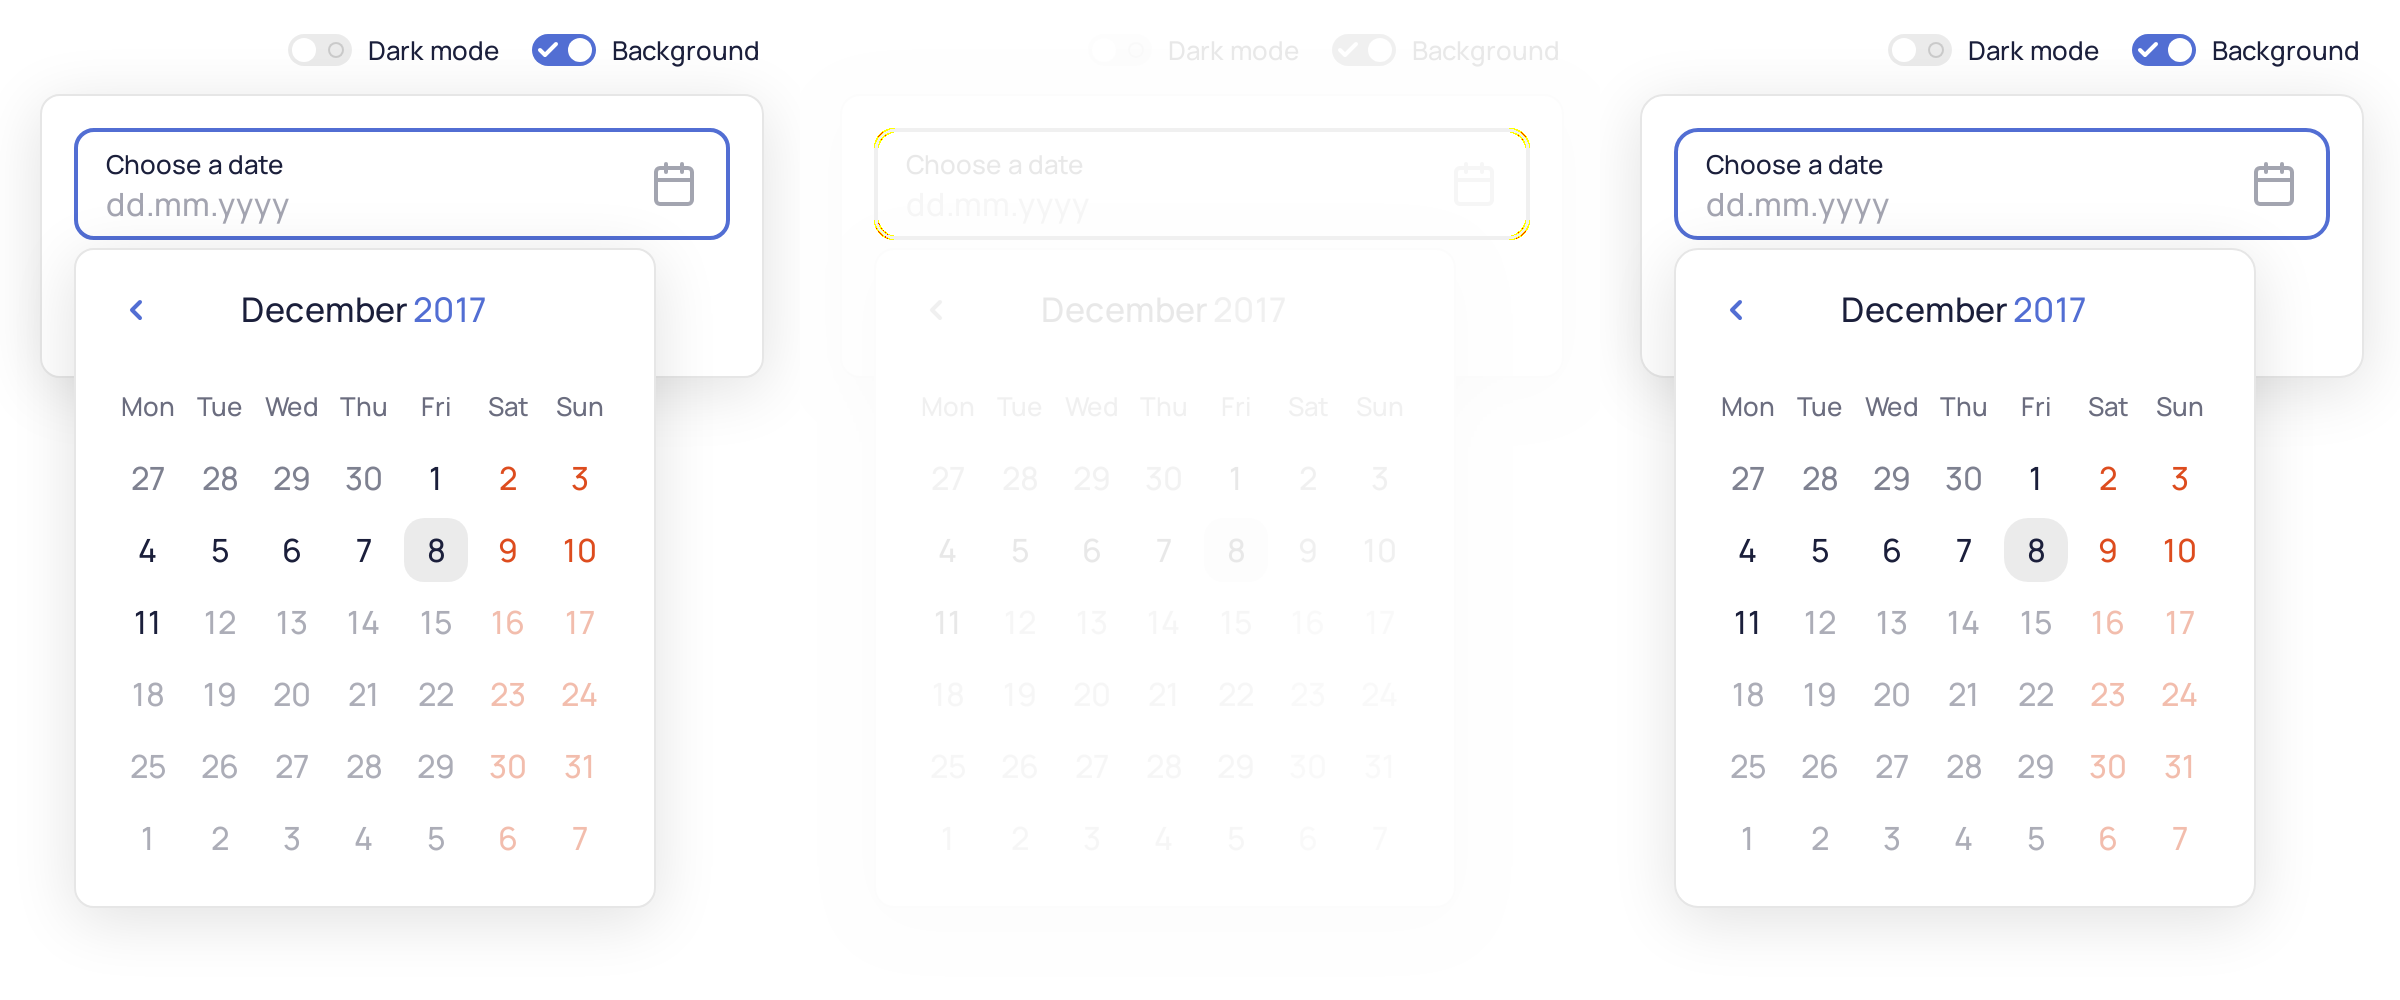 Dark mode Background
Choose a date
dd.mm.yyyy
December 2017
Mon Tue Wed Thu Fri Sat Sun
27 28 29 30 1 2 3
4 5 6 7 8 9 10
11 12 13 14 15 16 17
18 19 20 21 22 23 24
25 26 27 28 29 30 31
1 2 3 4 5 6 7
Dark mode Background
Choose a date
dd.mm.yyyy
December 2017
Mon Tue Wed Thu Fri Sat Sun
27 28 29 30 1 2 3
4 5 6 7 8 9 10
11 12 13 14 15 16 17
18 19 20 21 22 23 24
25 26 27 28 29 30 31
1 2 3 4 5 6 7
Dark mode Background
Choose a date
dd.mm.yyyy
December 2017
Mon Tue Wed Thu Fri Sat Sun
27 28 29 30 1 2 3
4 5 6 7 8 9 10
11 12 13 14 15 16 17
18 19 20 21 22 23 24
25 26 27 28 29 30 31
1 2 3 4 5 6 7